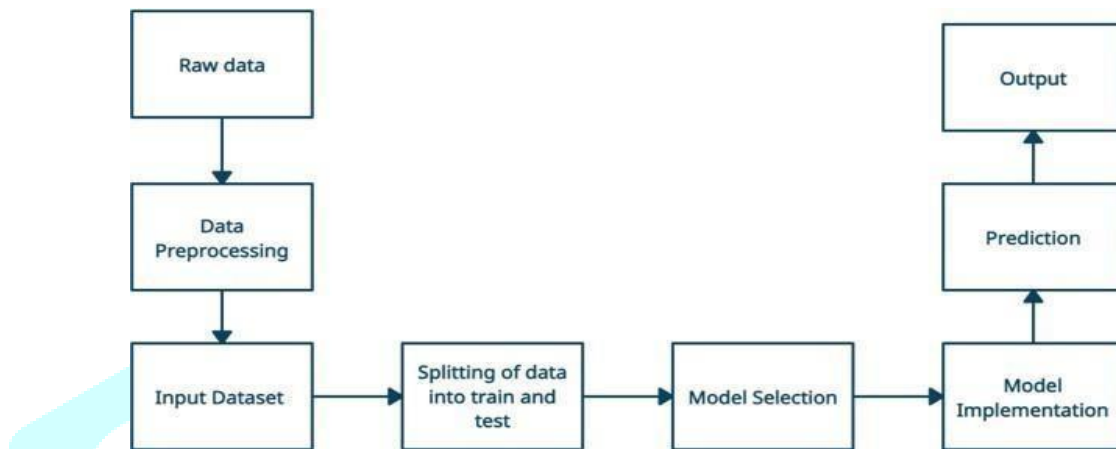 Raw data
Data
Preprocessing
Input Dataset
Splitting of data
into train and
test
Model Selection
Model
Implementation
Prediction
Output